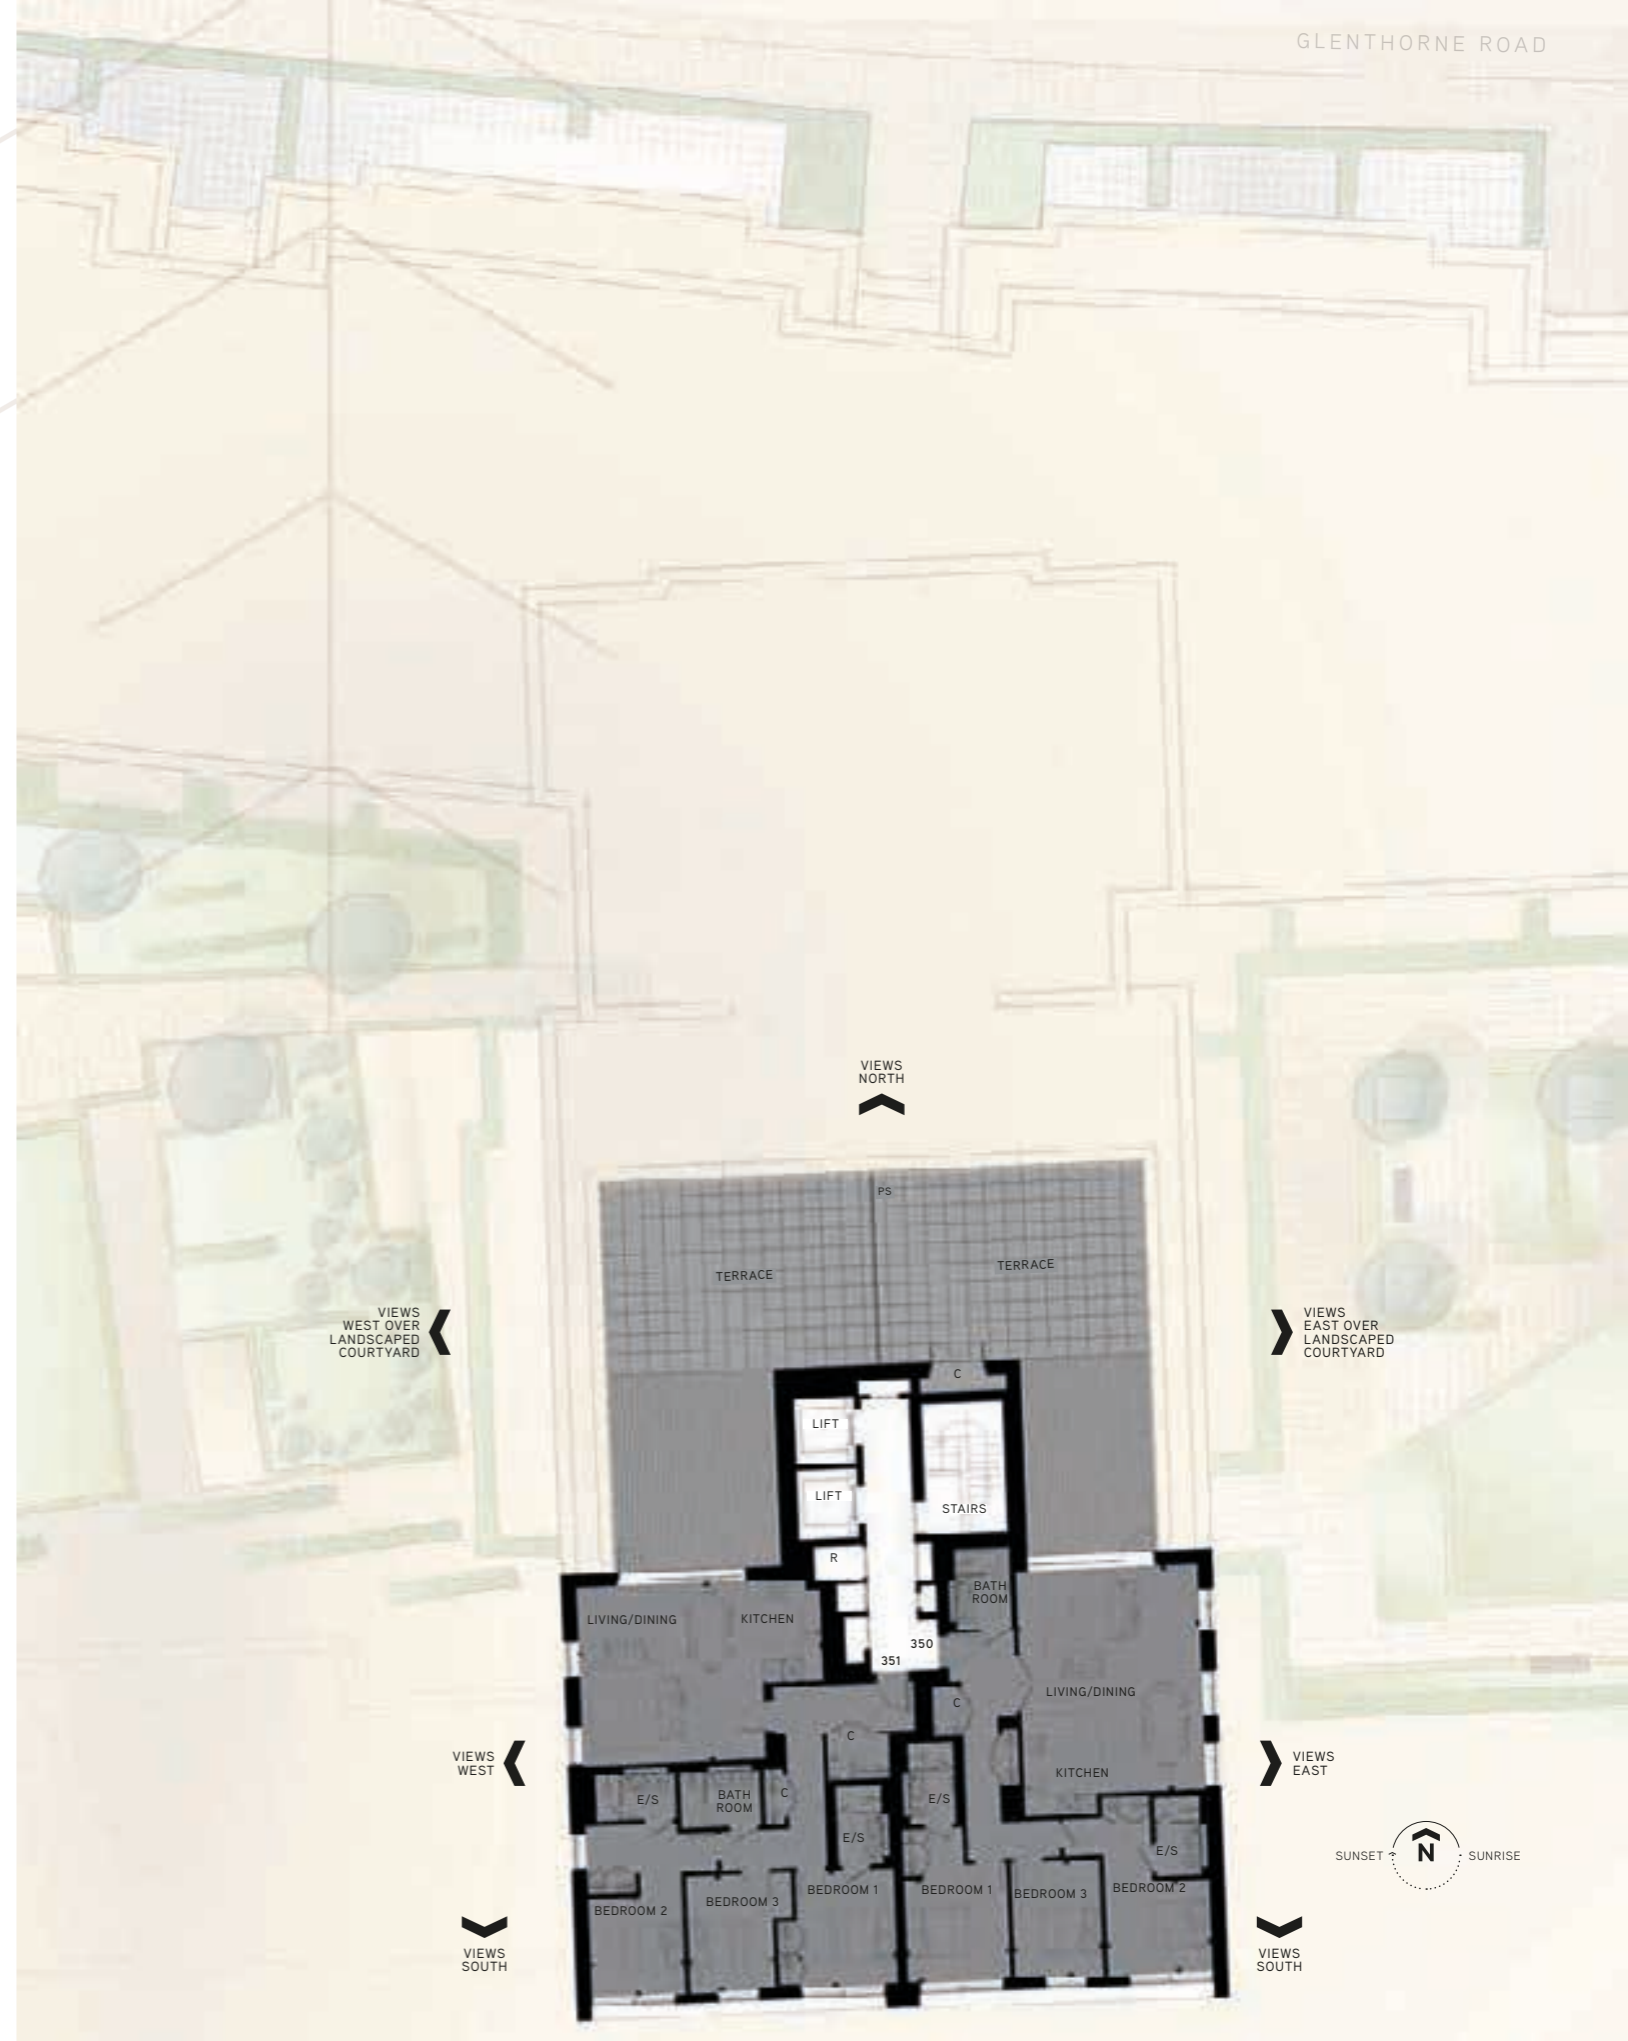 GLENTHORNE ROAD
VIEWS
NORTH
PS
TERRACE
TERRACE
VIEWS
WEST OVER
LANDSCAPED
COURTYARD
VIEWS
EAST OVER
LANDSCAPED
COURTYARD
C
LIFT
LIFT
STAIRS
R
BATH
ROOM
LIVING/DINING
KITCHEN
350
351
LIVING/DINING
C
C
VIEWS
WEST
KITCHEN
VIEWS
EAST
E/S
BATH
ROOM
C
E/S
E/S
E/S
SUNSET
N
SUNRISE
BEDROOM 2
BEDROOM 3
BEDROOM 1
BEDROOM 1
BEDROOM 3
BEDROOM 2
VIEWS
SOUTH
VIEWS
SOUTH